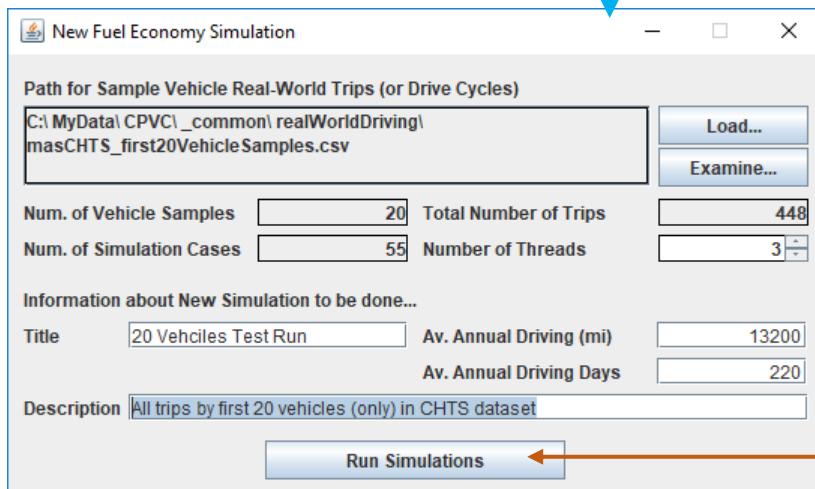 New Fuel Economy Simulation
Path for Sample Vehicle Real-World Trips (or Drive Cycles)
C:\ MyData\ CPVC\ _common\ realWorldDriving\
masCHTS_first20VehicleSamples.csv
Load...
Examine...
Num. of Vehicle Samples 20 Total Number of Trips 448
Num. of Simulation Cases 55 Number of Threads 3
Information about New Simulation to be done...
Title 20 Vehciles Test Run Av. Annual Driving (mi) 13200
Av. Annual Driving Days 220
Description All trips by first 20 vehicles (only) in CHTS dataset
Run Simulations